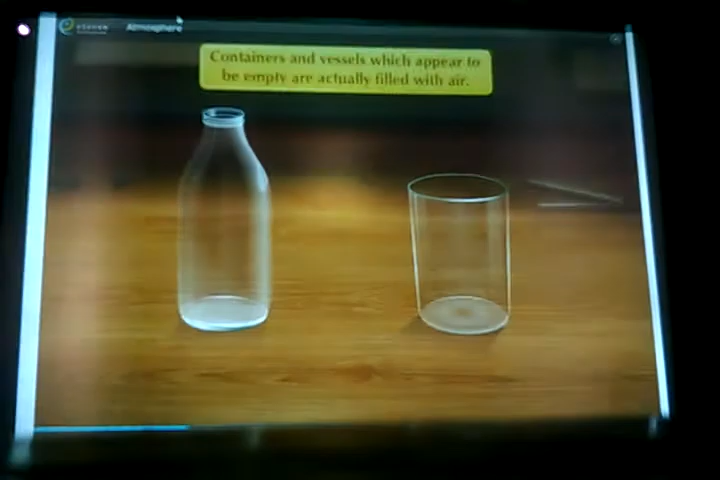 Atmosphere
Containers and vessels which appear to
be empty are actually filled with air.